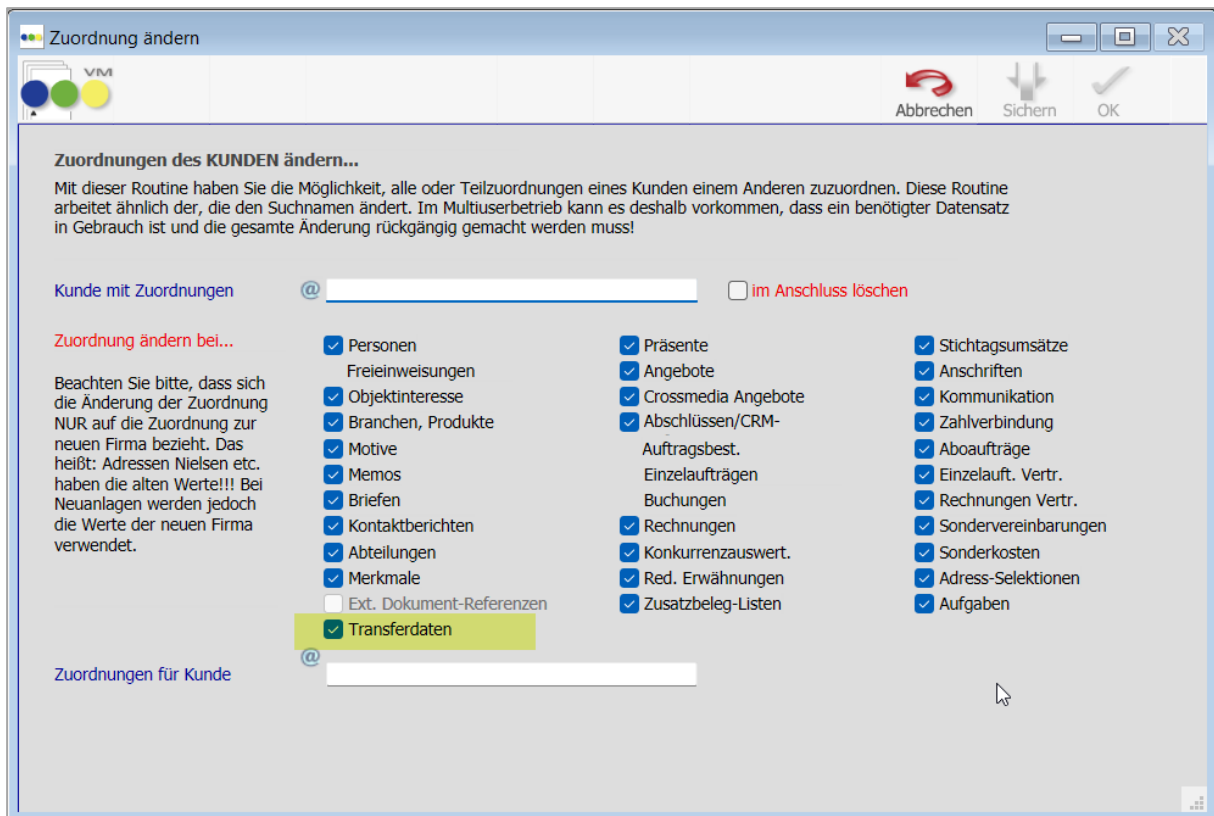 Zuordnung ändern
VM
Abbrechen Sichern OK
Zuordnungen des KUNDEN ändern...
Mit dieser Routine haben Sie die Möglichkeit, alle oder Teilzuordnungen eines Kunden einem Anderen zuzuordnen. Diese Routine
arbeitet ähnlich der, die den Suchnamen ändert. Im Multiuserbetrieb kann es deshalb vorkommen, dass ein benötigter Datensatz
in Gebrauch ist und die gesamte Änderung rückgängig gemacht werden muss!
Kunde mit Zuordnungen @ im Anschluss löschen
Zuordnung ändern bei...
Beachten Sie bitte, dass sich
die Änderung der Zuordnung
NUR auf die Zuordnung zur
neuen Firma bezieht. Das
heißt: Adressen Nielsen etc.
haben die alten Werte!!! Bei
Neuanlagen werden jedoch
die Werte der neuen Firma
verwendet.
Personen
Freieinweisungen
Objektinteresse
Branchen, Produkte
Motive
Memos
Briefen
Kontaktberichten
Abteilungen
Merkmale
Ext. Dokument-Referenzen
Transferdaten
Präsente
Angebote
Crossmedia Angebote
Abschlüssen/CRM-
Auftragsbest.
Einzelaufträgen
Buchungen
Rechnungen
Konkurrenzauswert.
Red. Erwähnungen
Zusatzbeleg-Listen
Stichtagsumsätze
Anschriften
Kommunikation
Zahlverbindung
Aboaufträge
Einzelauft. Vertr.
Rechnungen Vertr.
Sondervereinbarungen
Sonderkosten
Adress-Selektionen
Aufgaben
Zuordnungen für Kunde @